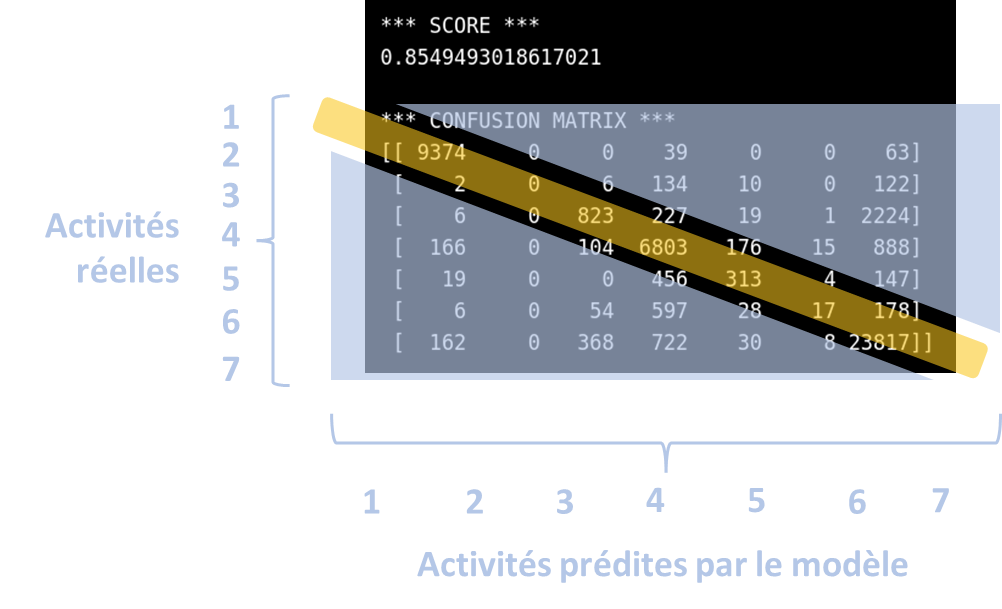 *** SCORE ***
0.8549493018617021
*** CONFUSION MATRIX ***
[[ 9374 0 0 39 0 0 63]
[ 2 0 6 134 10 0 122]
[ 6 0 823 227 19 1 2224]
[ 166 0 104 6803 176 15 888]
[ 19 0 0 456 313 4 147]
[ 6 0 54 597 28 17 178]
[ 162 0 368 722 30 8 23817]]
1
2
3
4
5
6
7
Activités
réelles
1 2 3 4 5 6 7
Activités prédites par le modèle